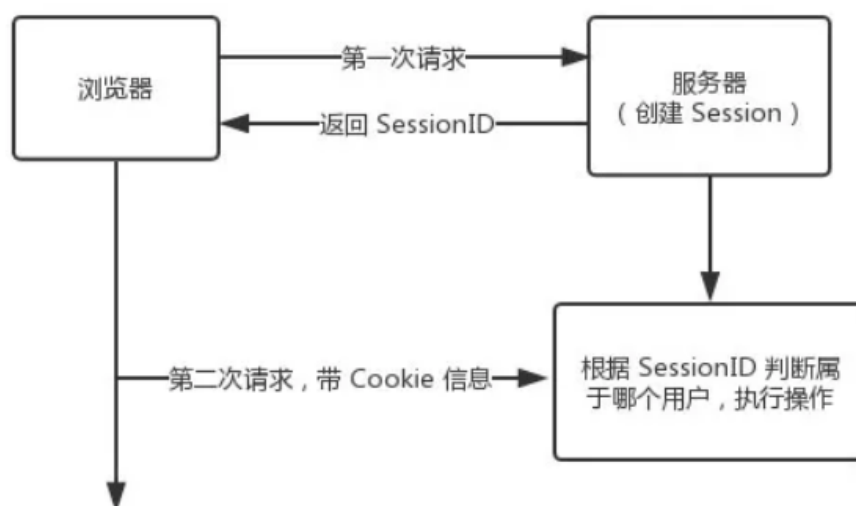 浏览器
第一次请求
服务器
（ 创建 Session ）
返回 SessionID
第二次请求，带 Cookie 信息
根据 SessionID 判断属
于哪个用户，执行操作